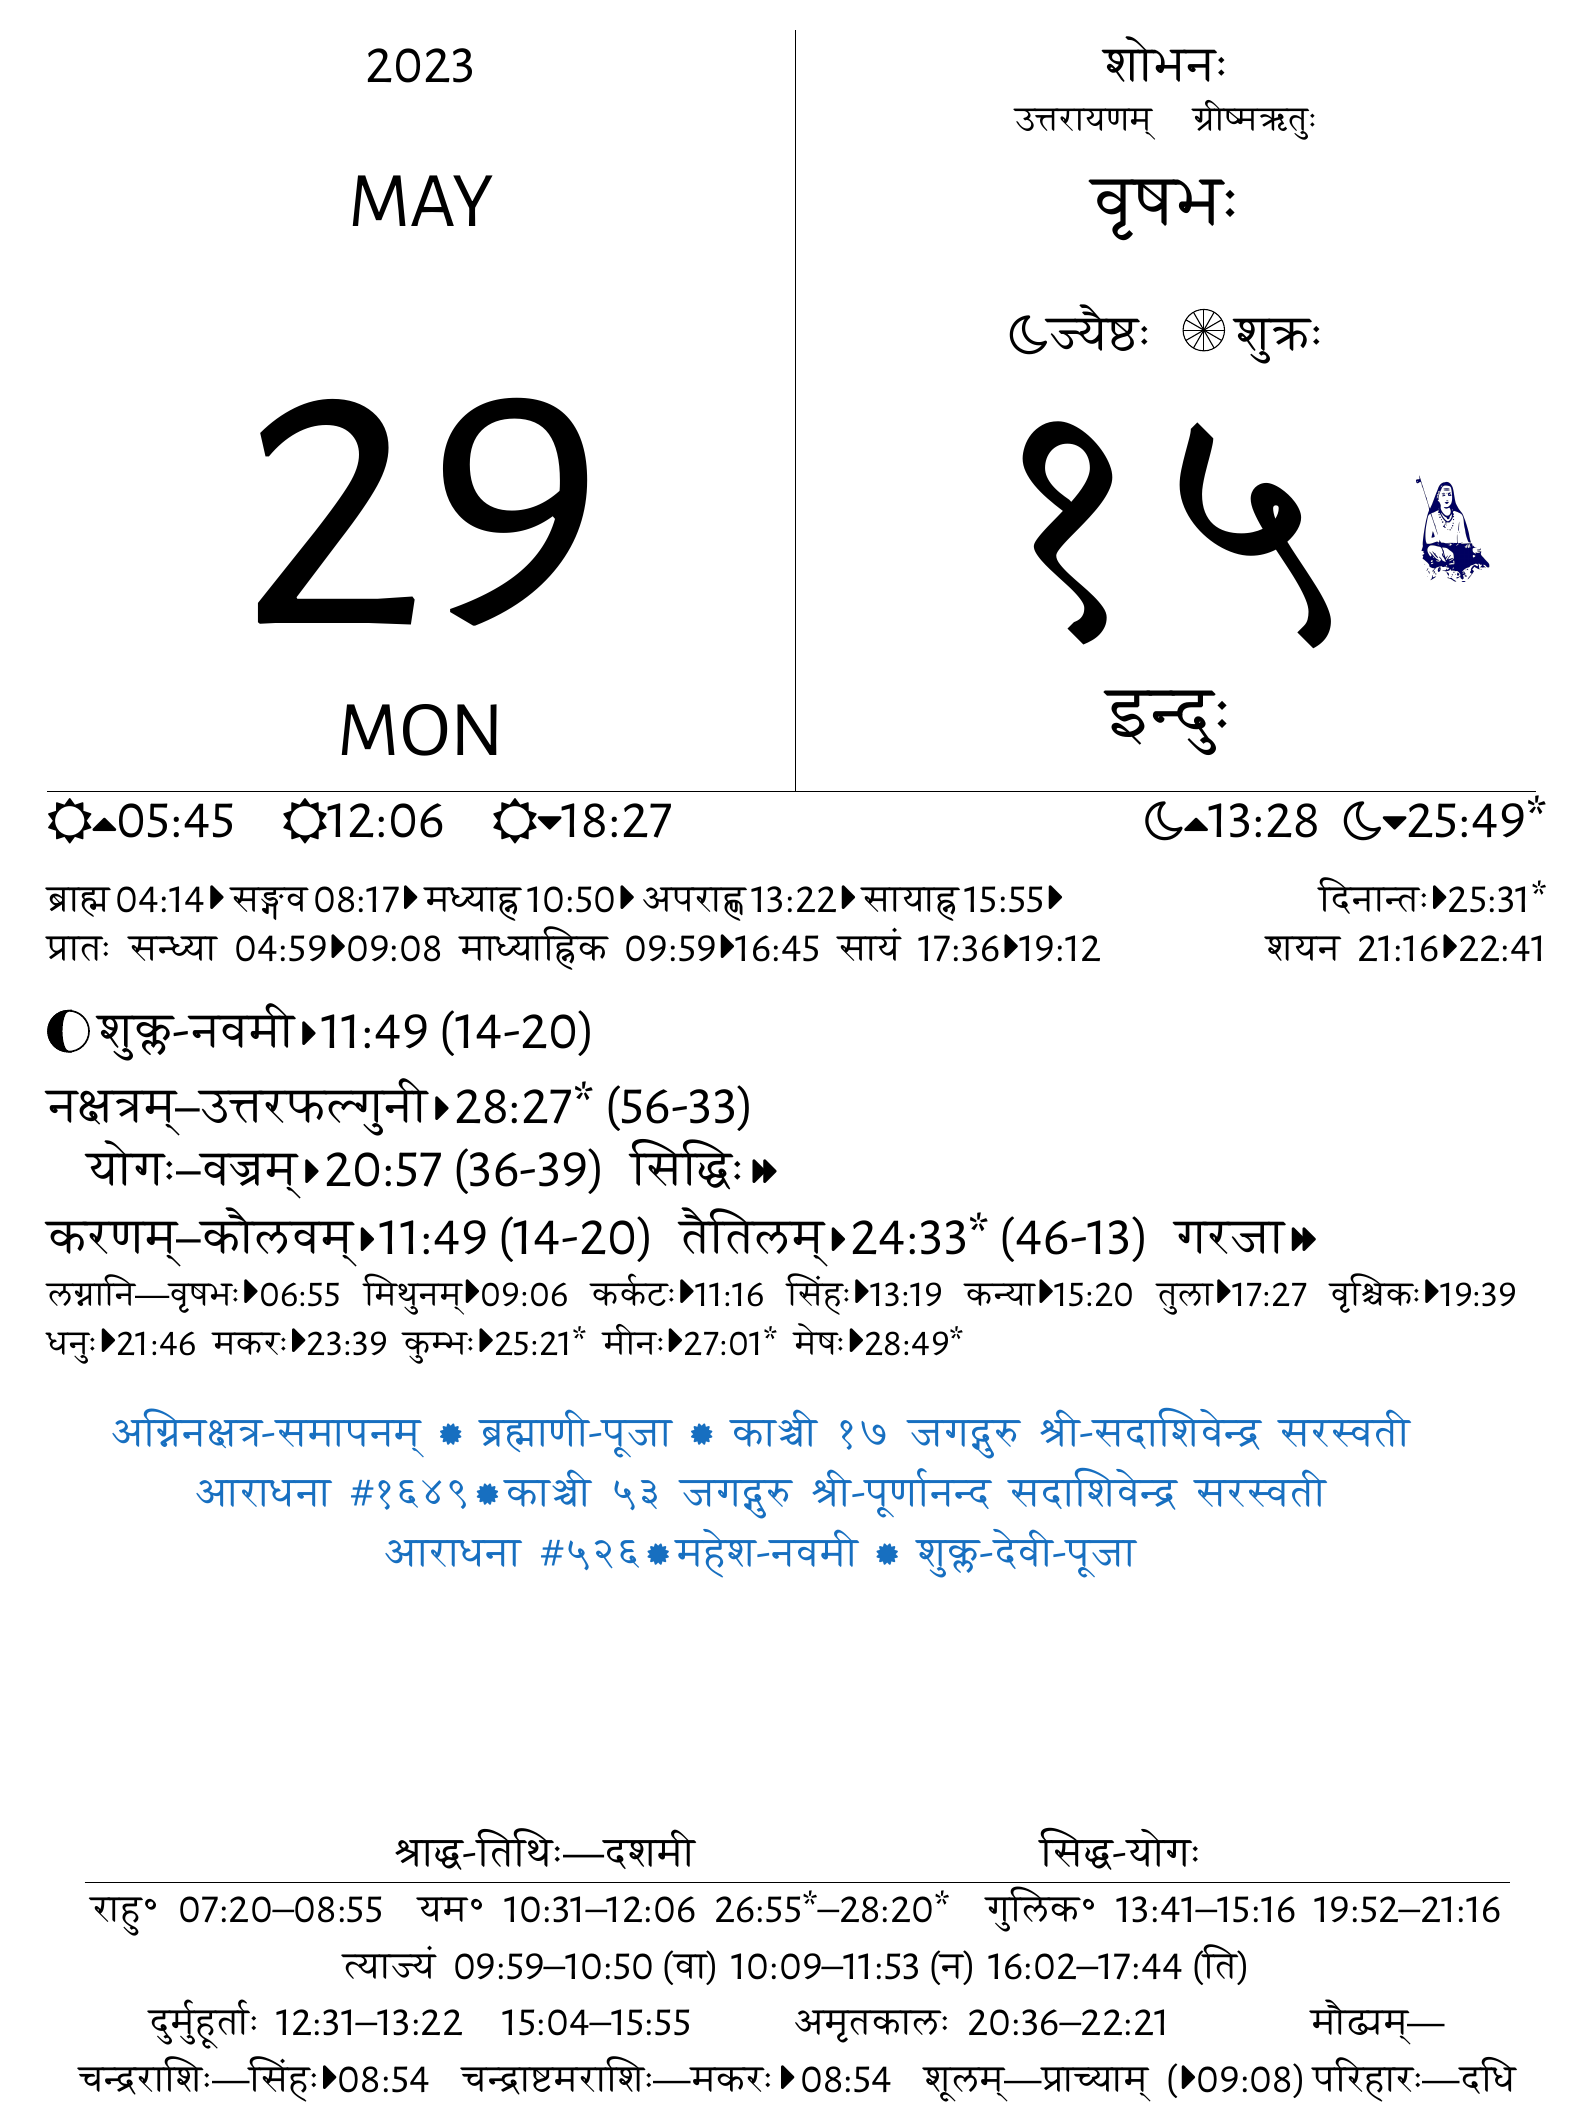 2023
MAY
29
MON
शोभनः
उत्तरायणम् ग्रीष्मऋतुः
वृषभः
ज्यैष्ठः शुक्रः
१५
इन्दुः
05:45 12:06 18:27 13:28 25:49*
ब्राह्म 04:14 सङ्गव 08:17 मध्याह्न 10:50 अपराह्ण 13:22 सायाह्न 15:55 दिनान्तः 25:31*
प्रातः सन्ध्या 04:59 09:08 माध्याह्निक 09:59 16:45 सायं 17:36 19:12 शयन 21:16 22:41
शुक्ल-नवमी 11:49 (14-20)
नक्षत्रम्–उत्तरफल्गुनी 28:27* (56-33)
योगः–वज्रम् 20:57 (36-39) सिद्धिः
करणम्–कौलवम् 11:49 (14-20) तैतिलम् 24:33* (46-13) गरजा
लग्नानि—वृषभः 06:55 मिथुनम् 09:06 कर्कटः 11:16 सिंहः 13:19 कन्या 15:20 तुला 17:27 वृश्चिकः 19:39
धनुः 21:46 मकरः 23:39 कुम्भः 25:21* मीनः 27:01* मेषः 28:49*
अग्निनक्षत्र-समापनम् ✹ ब्रह्माणी-पूजा ✹ काञ्ची १७ जगद्गुरु श्री-सदाशिवेन्द्र सरस्वती
आराधना #१६४९ ✹ काञ्ची ५३ जगद्गुरु श्री-पूर्णानन्द सदाशिवेन्द्र सरस्वती
आराधना #५२६ ✹ महेश-नवमी ✹ शुक्ल-देवी-पूजा
श्राद्ध-तिथिः—दशमी सिद्ध-योगः
राहु॰ 07:20–08:55 यम॰ 10:31–12:06 26:55*–28:20* गुलिक॰ 13:41–15:16 19:52–21:16
त्याज्यं 09:59–10:50 (वा) 10:09–11:53 (न) 16:02–17:44 (ति)
दुर्मुहूर्ताः 12:31–13:22 15:04–15:55 अमृतकालः 20:36–22:21 मौढ्यम्—
चन्द्रराशिः—सिंहः 08:54 चन्द्राष्टमराशिः—मकरः 08:54 शूलम्—प्राच्याम् ( 09:08) परिहारः—दधि